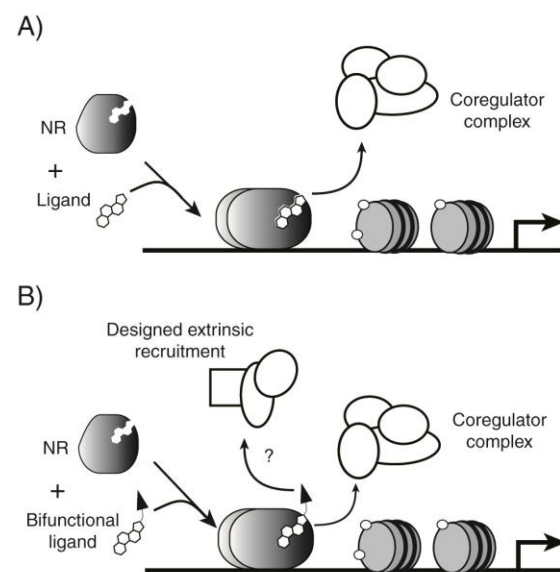 A)
NR
+
Ligand
Coregulator
complex
B)
Designed extrinsic
recruitment
?
NR
+
Bifunctional
ligand
Coregulator
complex